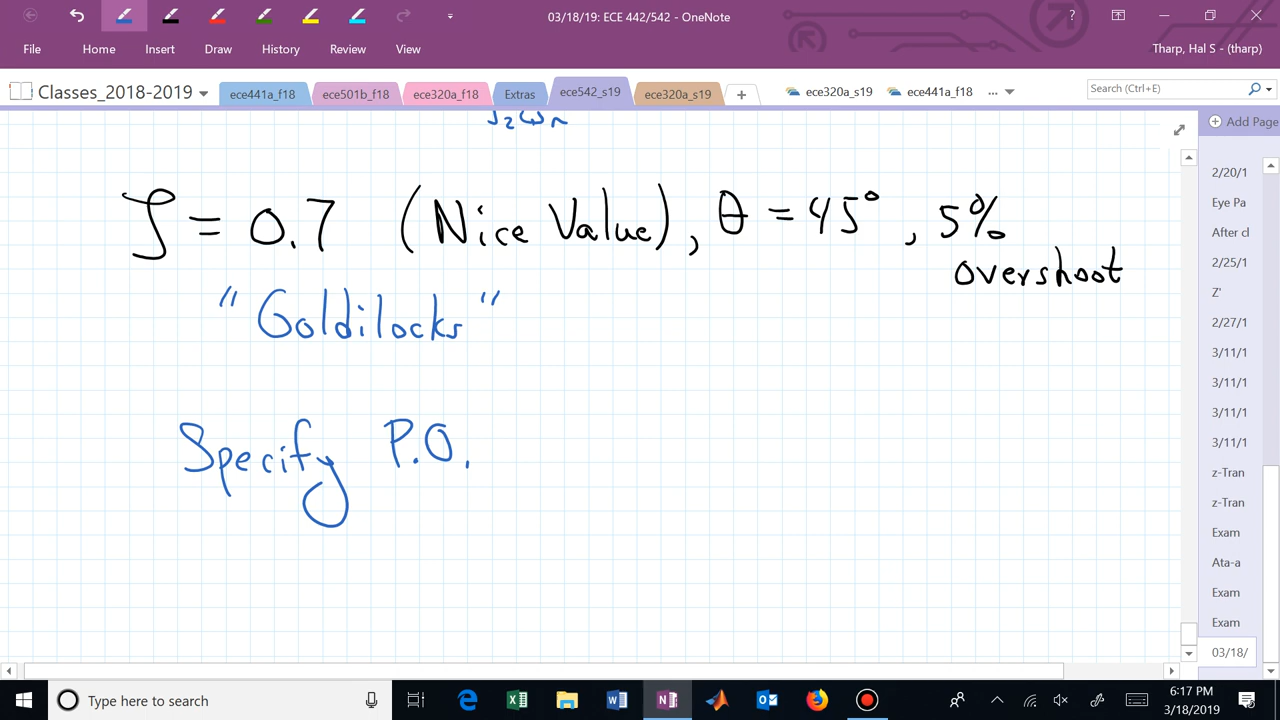 03/18/19: ECE 442/542 - OneNote
?
File Home Insert Draw History Review View
Tharp, Hal S - (tharp)
Classes_2018-2019
ece441a_f18
ece501b_f18
ece320a_f18
Extras
ece542_s19
ece320a_s19
+
ece320a_s19
ece441a_f18
...
Search (Ctrl+E)
Add Page
ζ = 0.7 (Nice Value), θ = 45°, 5%
overshoot
"Goldilocks"
Specify P.O.
2/20/1
Eye Pa
After cl
2/25/1
Z'
2/27/1
3/11/1
3/11/1
3/11/1
3/11/1
z-Tran
z-Tran
Exam
Ata-a
Exam
Exam
03/18/
Type here to search
6:17 PM
3/18/2019